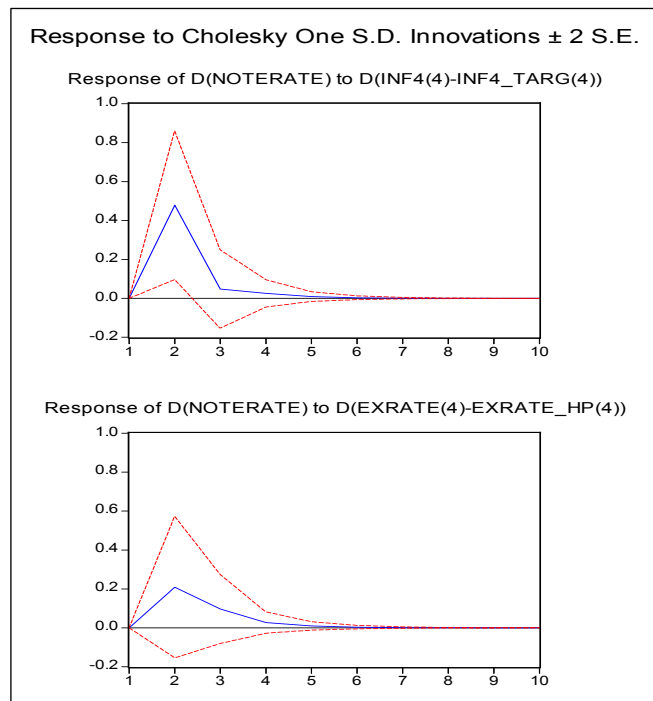 Response to Cholesky One S.D. Innovations ± 2 S.E.
Response of D(NOTERATE) to D(INF4(4)-INF4_TARG(4))
1.0
0.8
0.6
0.4
0.2
0.0
-0.2
1 2 3 4 5 6 7 8 9 10
Response of D(NOTERATE) to D(EXRATE(4)-EXRATE_HP(4))
1.0
0.8
0.6
0.4
0.2
0.0
-0.2
1 2 3 4 5 6 7 8 9 10